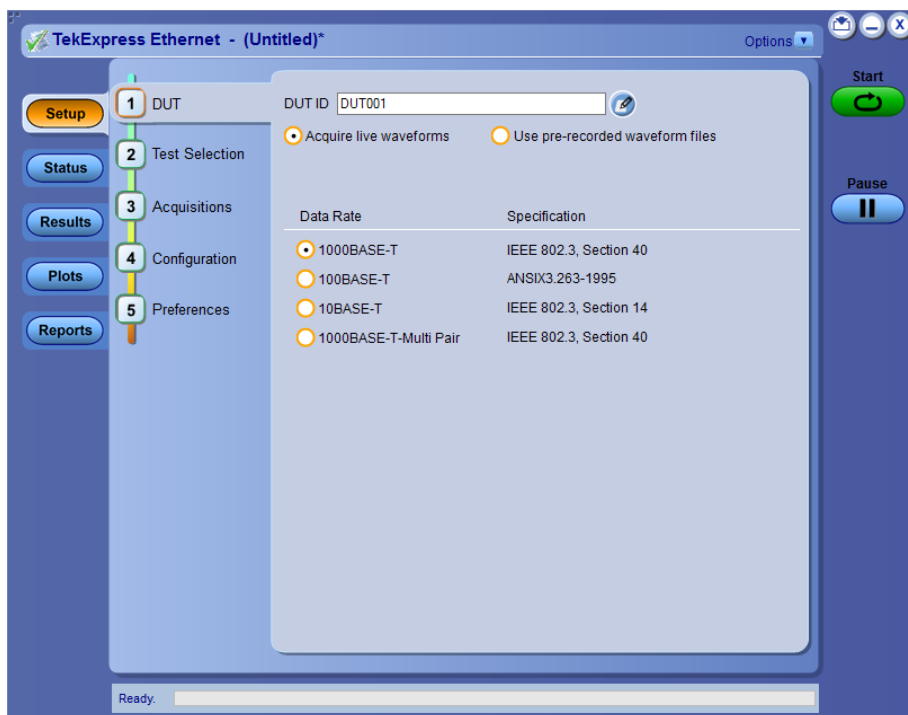 TekExpress Ethernet - (Untitled)*
Options
X
Setup
Status
Results
Plots
Reports
1 DUT
2 Test Selection
3 Acquisitions
4 Configuration
5 Preferences
DUT ID DUT001
Acquire live waveforms Use pre-recorded waveform files
Data Rate Specification
1000BASE-T IEEE 802.3, Section 40
100BASE-T ANSIX3.263-1995
10BASE-T IEEE 802.3, Section 14
1000BASE-T-Multi Pair IEEE 802.3, Section 40
Start
Pause
Ready.